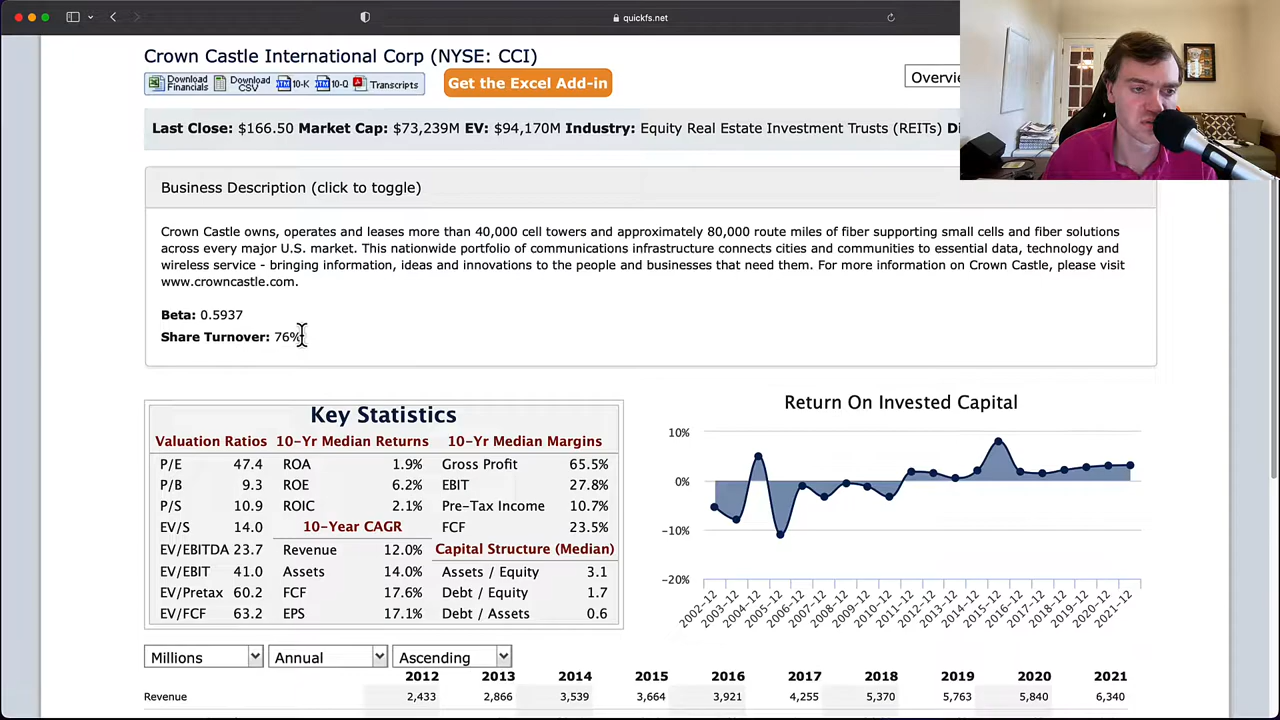 quickfs.net
Crown Castle International Corp (NYSE: CCI)
Download Financials Download CSV 10-K 10-Q Transcripts
Get the Excel Add-in
Overvie
Last Close: $166.50 Market Cap: $73,239M EV: $94,170M Industry: Equity Real Estate Investment Trusts (REITs) Di
Business Description (click to toggle)
Crown Castle owns, operates and leases more than 40,000 cell towers and approximately 80,000 route miles of fiber supporting small cells and fiber solutions
across every major U.S. market. This nationwide portfolio of communications infrastructure connects cities and communities to essential data, technology and
wireless service - bringing information, ideas and innovations to the people and businesses that need them. For more information on Crown Castle, please visit
www.crowncastle.com.
Beta: 0.5937
Share Turnover: 76%
Key Statistics
Valuation Ratios 10-Yr Median Returns 10-Yr Median Margins
P/E 47.4 ROA 1.9% Gross Profit 65.5%
P/B 9.3 ROE 6.2% EBIT 27.8%
P/S 10.9 ROIC 2.1% Pre-Tax Income 10.7%
EV/S 14.0 10-Year CAGR FCF 23.5%
EV/EBITDA 23.7 Revenue 12.0% Capital Structure (Median)
EV/EBIT 41.0 Assets 14.0% Assets / Equity 3.1
EV/Pretax 60.2 FCF 17.6% Debt / Equity 1.7
EV/FCF 63.2 EPS 17.1% Debt / Assets 0.6
Return On Invested Capital
10%
0%
-10%
-20%
2002-12 2003-12 2004-12 2005-12 2006-12 2007-12 2008-12 2009-12 2010-12 2011-12 2012-12 2013-12 2014-12 2015-12 2016-12 2017-12 2018-12 2019-12 2020-12 2021-12
Millions Annual Ascending
2012 2013 2014 2015 2016 2017 2018 2019 2020 2021
Revenue 2,433 2,866 3,539 3,664 3,921 4,255 5,370 5,763 5,840 6,340